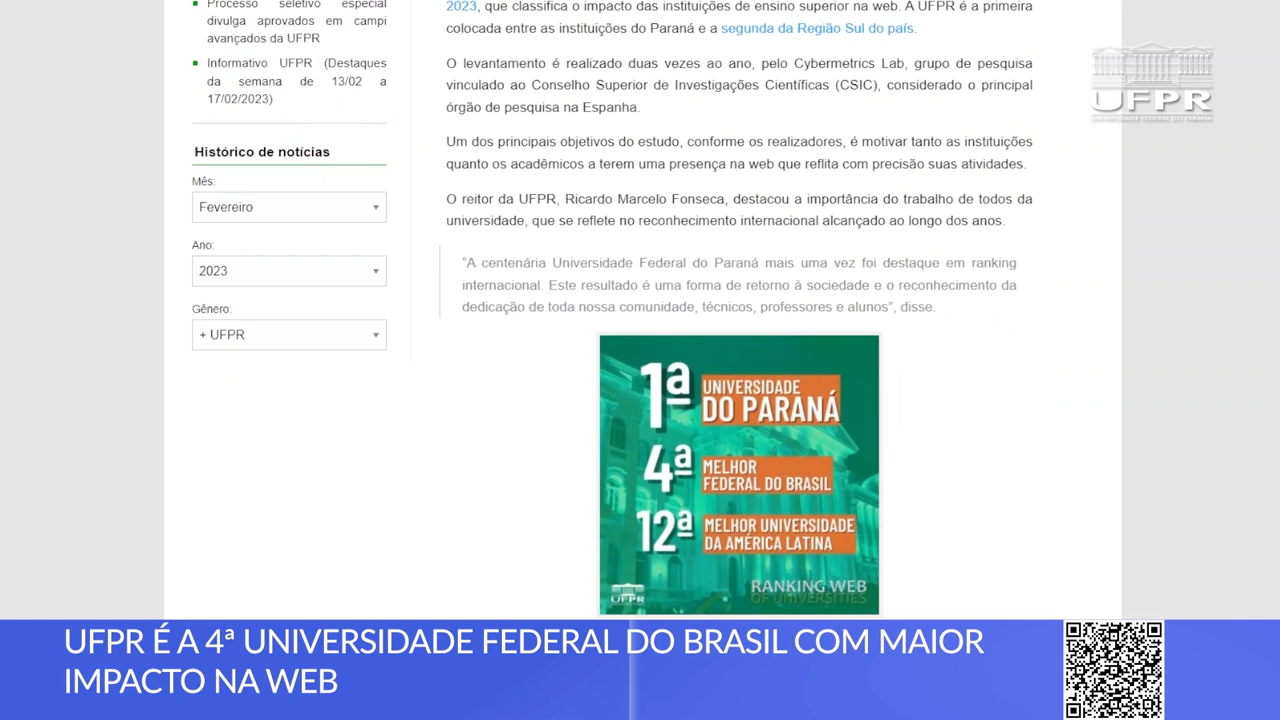 Processo seletivo especial
divulga aprovados em campi
avançados da UFPR
Informativo UFPR (Destaques
da semana de 13/02 a
17/02/2023)
Histórico de notícias
Mês:
Fevereiro
Ano:
2023
Gênero:
+ UFPR
2023, que classifica o impacto das instituições de ensino superior na web. A UFPR é a primeira
colocada entre as instituições do Paraná e a segunda da Região Sul do país.
O levantamento é realizado duas vezes ao ano, pelo Cybermetrics Lab, grupo de pesquisa
vinculado ao Conselho Superior de Investigações Científicas (CSIC), considerado o principal
órgão de pesquisa na Espanha.
Um dos principais objetivos do estudo, conforme os realizadores, é motivar tanto as instituições
quanto os acadêmicos a terem uma presença na web que reflita com precisão suas atividades.
O reitor da UFPR, Ricardo Marcelo Fonseca, destacou a importância do trabalho de todos da
universidade, que se reflete no reconhecimento internacional alcançado ao longo dos anos.
“A centenária Universidade Federal do Paraná mais uma vez foi destaque em ranking
internacional. Este resultado é uma forma de retorno à sociedade e o reconhecimento da
dedicação de toda nossa comunidade, técnicos, professores e alunos”, disse.
1ª UNIVERSIDADE
DO PARANÁ
4ª MELHOR
FEDERAL DO BRASIL
12ª MELHOR UNIVERSIDADE
DA AMÉRICA LATINA
UFPR
RANKING WEB
OF UNIVERSITIES
UFPR
UNIVERSIDADE FEDERAL DO PARANÁ
UFPR É A 4ª UNIVERSIDADE FEDERAL DO BRASIL COM MAIOR
IMPACTO NA WEB